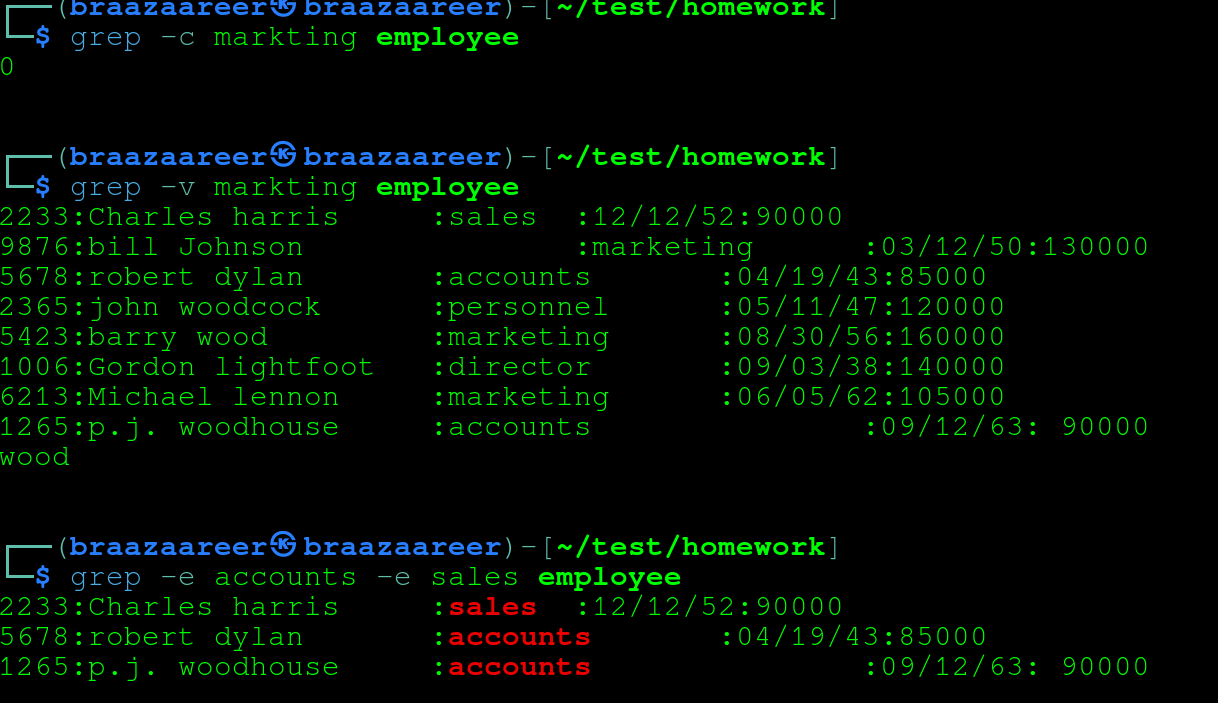 ┌──(braazaareer㉿braazaareer)-[~/test/homework]
└─$ grep -c markting employee
0
┌──(braazaareer㉿braazaareer)-[~/test/homework]
└─$ grep -v markting employee
2233:Charles harris     :sales  :12/12/52:90000
9876:bill Johnson               :marketing      :03/12/50:130000
5678:robert dylan       :accounts       :04/19/43:85000
2365:john woodcock      :personnel      :05/11/47:120000
5423:barry wood         :marketing      :08/30/56:160000
1006:Gordon lightfoot   :director       :09/03/38:140000
6213:Michael lennon     :marketing      :06/05/62:105000
1265:p.j. woodhouse     :accounts               :09/12/63: 90000
wood
┌──(braazaareer㉿braazaareer)-[~/test/homework]
└─$ grep -e accounts -e sales employee
2233:Charles harris     :sales  :12/12/52:90000
5678:robert dylan       :accounts       :04/19/43:85000
1265:p.j. woodhouse     :accounts               :09/12/63: 90000